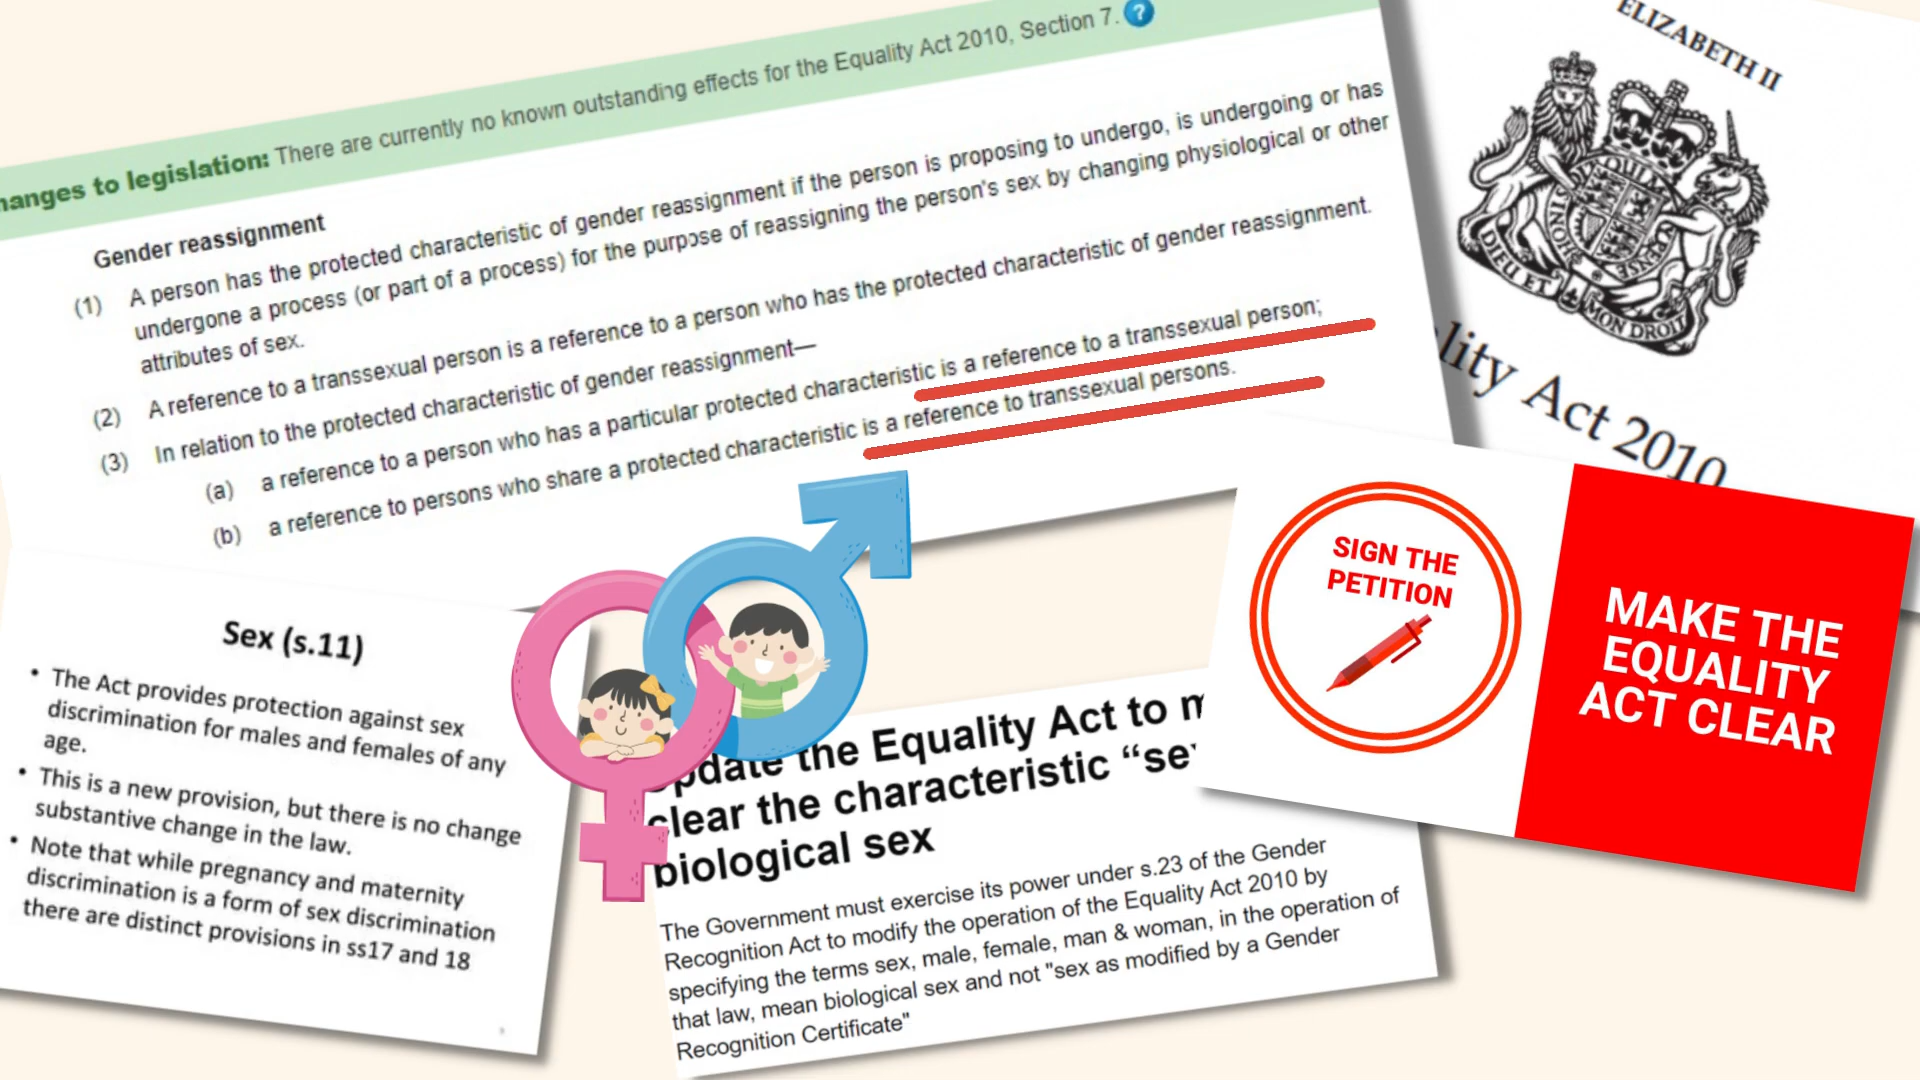 hanges to legislation: There are currently no known outstanding effects for the Equality Act 2010, Section 7. ?
Gender reassignment
(1) A person has the protected characteristic of gender reassignment if the person is proposing to undergo, is undergoing or has
undergone a process (or part of a process) for the purpose of reassigning the person's sex by changing physiological or other
attributes of sex.
(2) A reference to a transsexual person is a reference to a person who has the protected characteristic of gender reassignment.
(3) In relation to the protected characteristic of gender reassignment—
(a) a reference to a person who has a particular protected characteristic is a reference to a transsexual person;
(b) a reference to persons who share a protected characteristic is a reference to transsexual persons.
ELIZABETH II
DIEU ET MON DROIT
lity Act 2010
SIGN THE
PETITION
MAKE THE
EQUALITY
ACT CLEAR
Sex (s.11)
• The Act provides protection against sex
discrimination for males and females of any
age.
• This is a new provision, but there is no change
substantive change in the law.
• Note that while pregnancy and maternity
discrimination is a form of sex discrimination
there are distinct provisions in ss17 and 18
pdate the Equality Act to m
clear the characteristic “se
biological sex
The Government must exercise its power under s.23 of the Gender
Recognition Act to modify the operation of the Equality Act 2010 by
specifying the terms sex, male, female, man & woman, in the operation of
that law, mean biological sex and not "sex as modified by a Gender
Recognition Certificate"